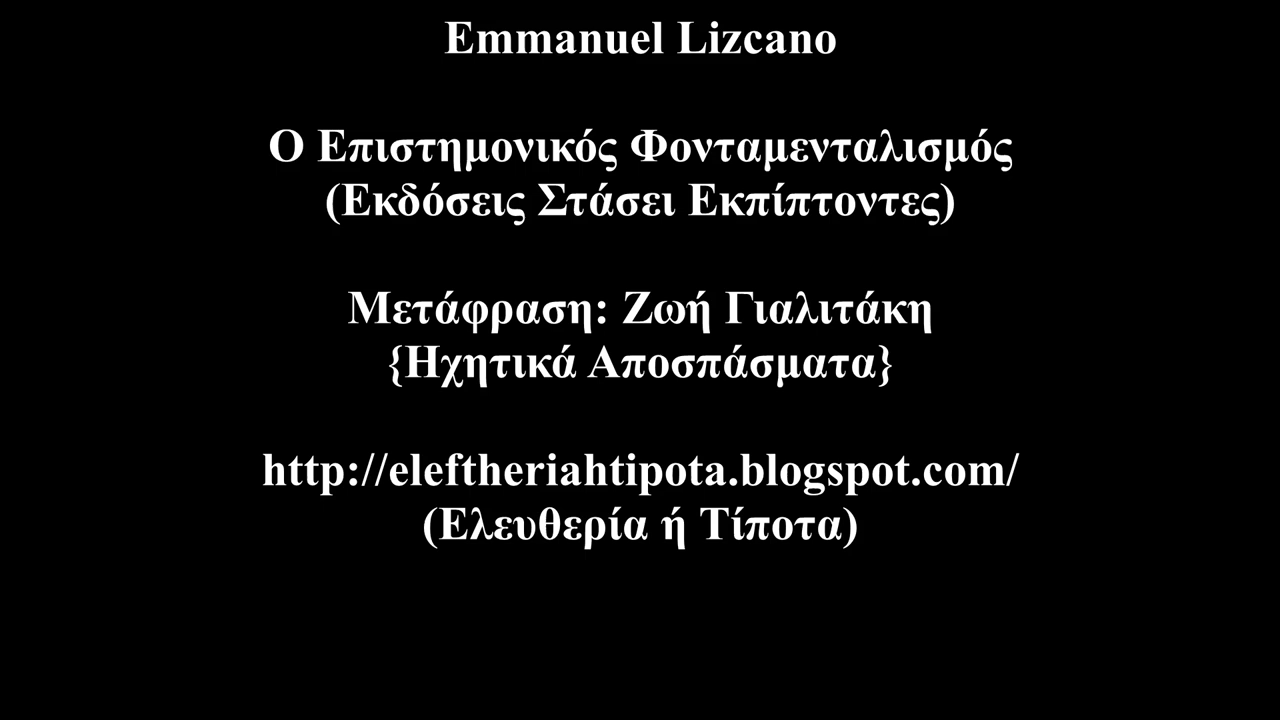 Emmanuel Lizcano
Ο Επιστημονικός Φονταμενταλισμός
(Εκδόσεις Στάσει Εκπίπτοντες)
Μετάφραση: Ζωή Γιαλιτάκη
{Ηχητικά Αποσπάσματα}
http://eleftheriahtipota.blogspot.com/
(Ελευθερία ή Τίποτα)